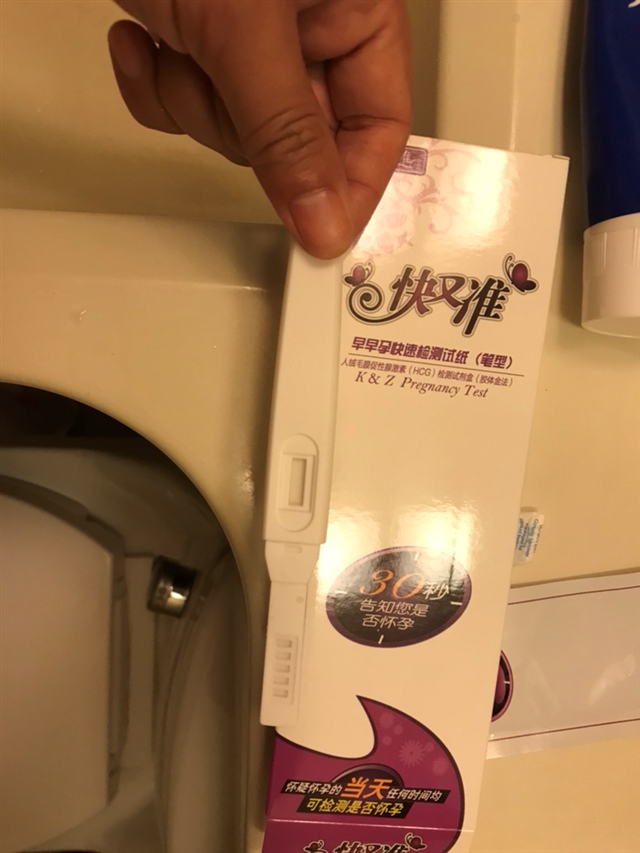 快又准
早早孕快速检测试纸（笔型）
人绒毛膜促性腺激素（HCG）检测试剂盒（胶体金法）
K & Z Pregnancy Test
30秒
告知您是
否怀孕
怀疑怀孕的当天任何时间均
可检测是否怀孕
快又准